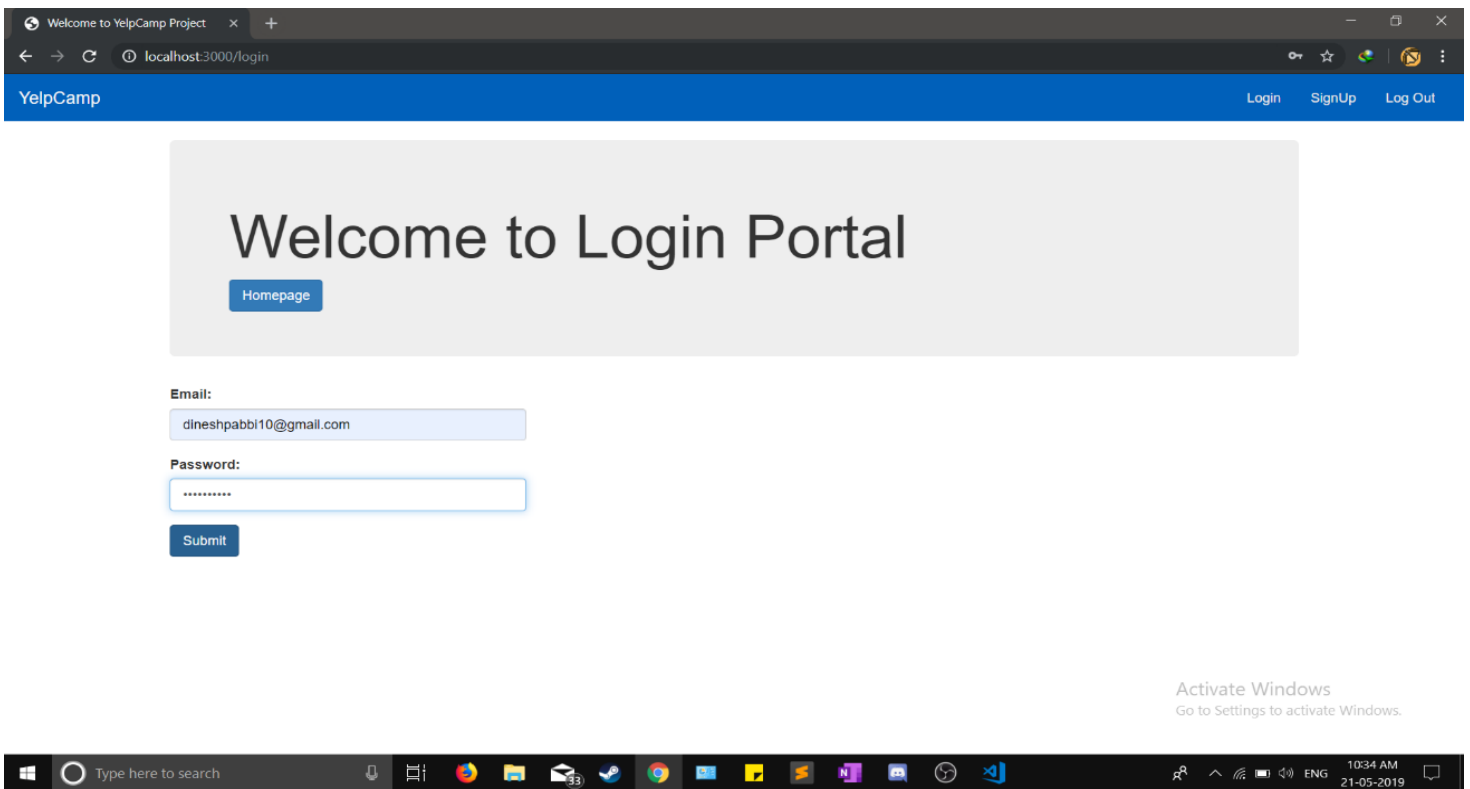 Welcome to YelpCamp Project
localhost:3000/login
YelpCamp Login SignUp Log Out
Welcome to Login Portal
Homepage
Email:
dineshpabbi10@gmail.com
Password:
••••••••••
Submit
Activate Windows
Go to Settings to activate Windows.
Type here to search
33
ENG
10:34 AM
21-05-2019